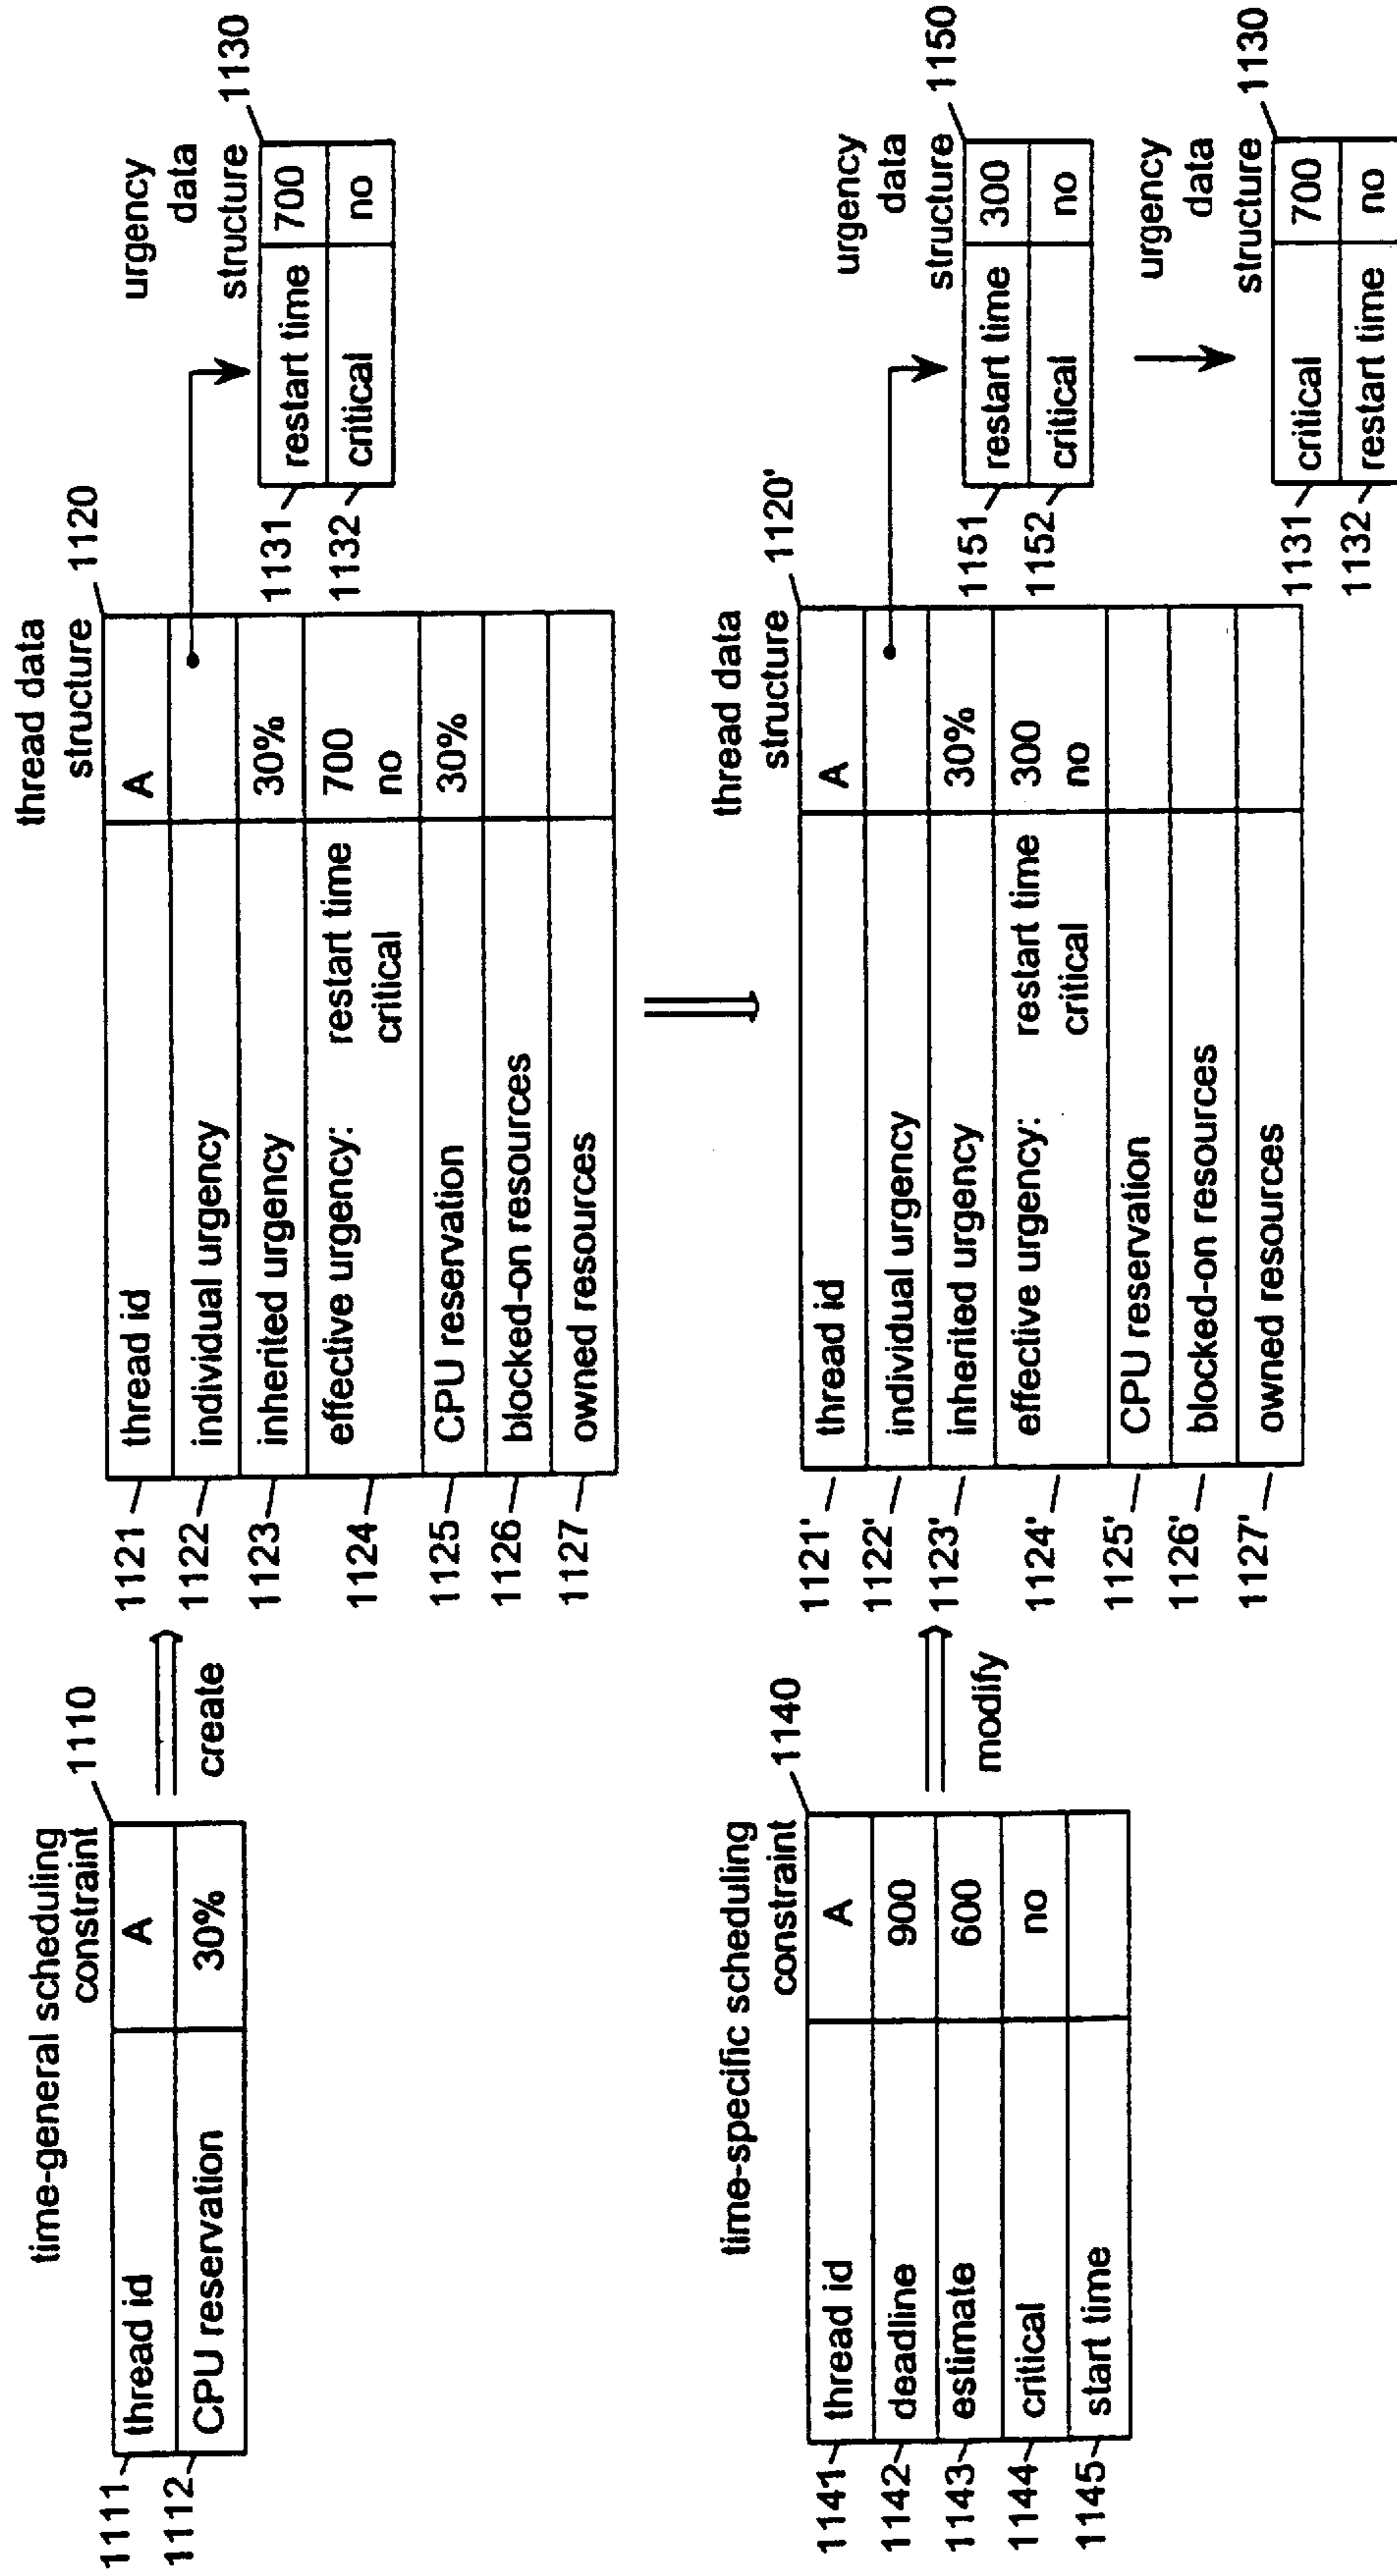 time-general scheduling
constraint
1110
1111 thread id A
1112 CPU reservation 30%
create
thread data
structure
1120
1121 thread id A
1122 individual urgency
1123 inherited urgency 30%
1124 effective urgency: restart time 700
critical no
1125 CPU reservation 30%
1126 blocked-on resources
1127 owned resources
urgency
data
structure
1130
1131 restart time 700
1132 critical no
time-specific scheduling
constraint
1140
1141 thread id A
1142 deadline 900
1143 estimate 600
1144 critical no
1145 start time
modify
thread data
structure
1120'
1121' thread id A
1122' individual urgency
1123' inherited urgency 30%
1124' effective urgency: restart time 300
critical no
1125' CPU reservation
1126' blocked-on resources
1127' owned resources
urgency
data
structure
1150
1151 restart time 300
1152 critical no
urgency
data
structure
1130
1131 critical 700
1132 restart time no